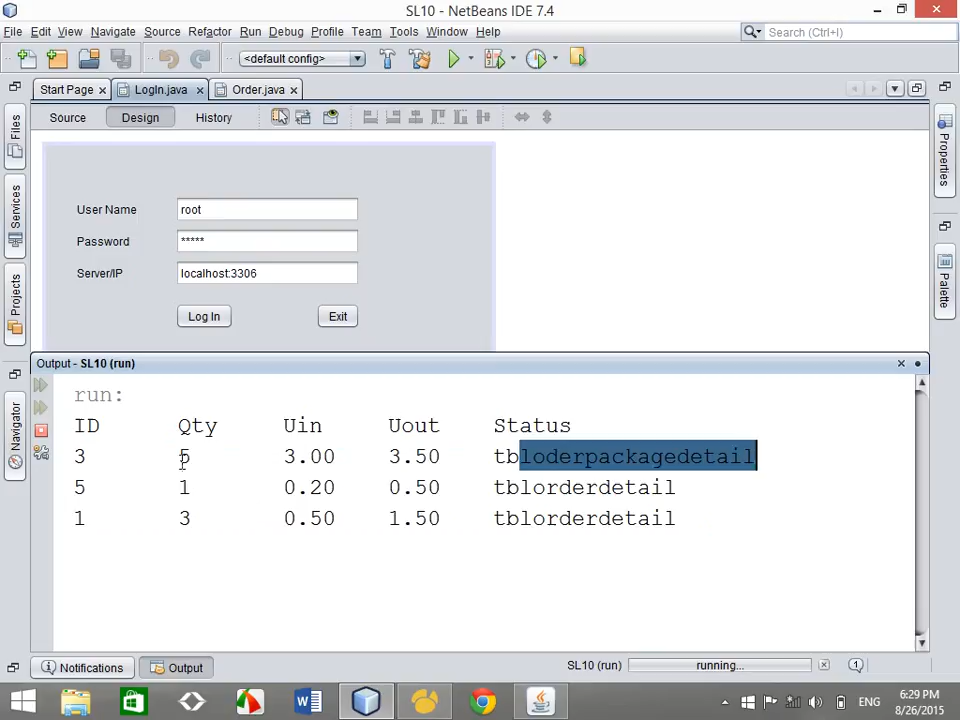 SL10 - NetBeans IDE 7.4
File Edit View Navigate Source Refactor Run Debug Profile Team Tools Window Help
Search (Ctrl+I)
<default config>
Start Page LogIn.java Order.java
Source Design History
Files
Services
Projects
Navigator
Properties
Palette
User Name root
Password *****
Server/IP localhost:3306
Log In Exit
Output - SL10 (run)
run:
ID Qty Uin Uout Status
3 5 3.00 3.50 tbloderpackagedetail
5 1 0.20 0.50 tblorderdetail
1 3 0.50 1.50 tblorderdetail
Notifications Output SL10 (run) running... 1
ENG
6:29 PM
8/26/2015